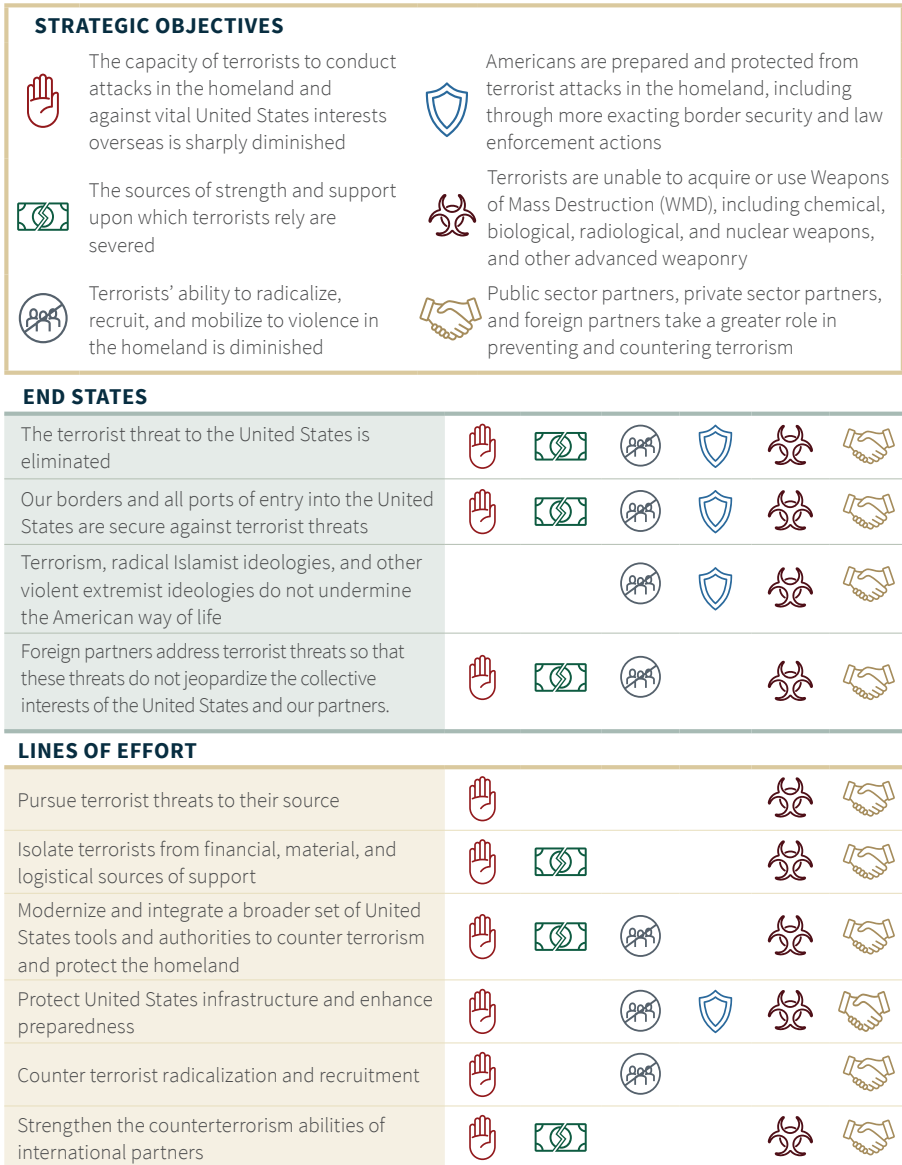 STRATEGIC OBJECTIVES
The capacity of terrorists to conduct
attacks in the homeland and
against vital United States interests
overseas is sharply diminished
The sources of strength and support
upon which terrorists rely are
severed
Terrorists’ ability to radicalize,
recruit, and mobilize to violence in
the homeland is diminished
Americans are prepared and protected from
terrorist attacks in the homeland, including
through more exacting border security and law
enforcement actions
Terrorists are unable to acquire or use Weapons
of Mass Destruction (WMD), including chemical,
biological, radiological, and nuclear weapons,
and other advanced weaponry
Public sector partners, private sector partners,
and foreign partners take a greater role in
preventing and countering terrorism
END STATES
The terrorist threat to the United States is
eliminated
Our borders and all ports of entry into the United
States are secure against terrorist threats
Terrorism, radical Islamist ideologies, and other
violent extremist ideologies do not undermine
the American way of life
Foreign partners address terrorist threats so that
these threats do not jeopardize the collective
interests of the United States and our partners.
LINES OF EFFORT
Pursue terrorist threats to their source
Isolate terrorists from financial, material, and
logistical sources of support
Modernize and integrate a broader set of United
States tools and authorities to counter terrorism
and protect the homeland
Protect United States infrastructure and enhance
preparedness
Counter terrorist radicalization and recruitment
Strengthen the counterterrorism abilities of
international partners